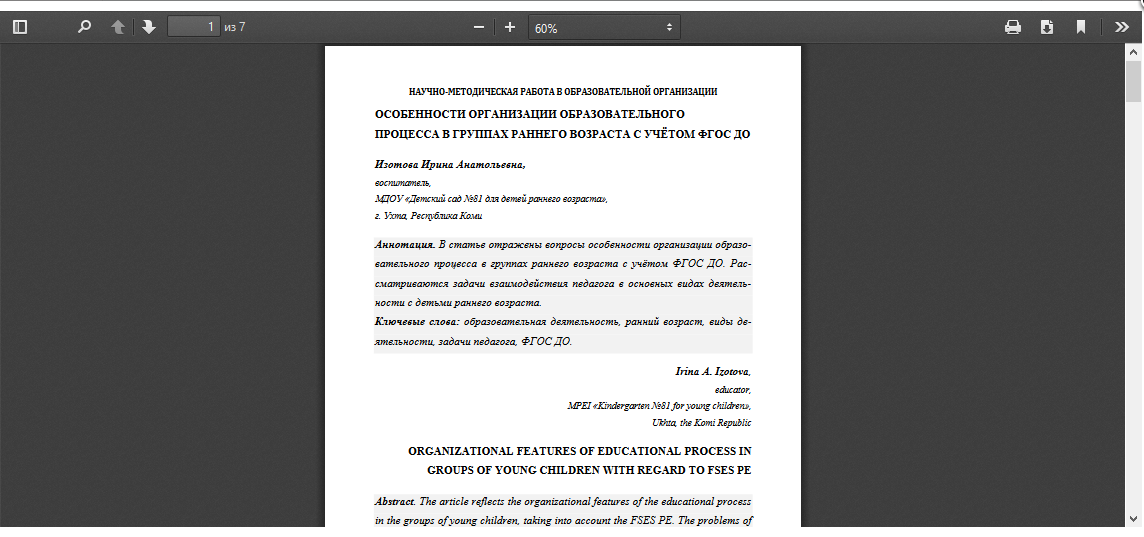 1 из 7
60%
НАУЧНО-МЕТОДИЧЕСКАЯ РАБОТА В ОБРАЗОВАТЕЛЬНОЙ ОРГАНИЗАЦИИ
ОСОБЕННОСТИ ОРГАНИЗАЦИИ ОБРАЗОВАТЕЛЬНОГО
ПРОЦЕССА В ГРУППАХ РАННЕГО ВОЗРАСТА С УЧЁТОМ ФГОС ДО
Изотова Ирина Анатольевна,
воспитатель,
МДОУ «Детский сад №81 для детей раннего возраста»,
г. Ухта, Республика Коми
Аннотация. В статье отражены вопросы особенности организации образо-
вательного процесса в группах раннего возраста с учётом ФГОС ДО. Рас-
сматриваются задачи взаимодействия педагога в основных видах деятель-
ности с детьми раннего возраста.
Ключевые слова: образовательная деятельность, ранний возраст, виды де-
ятельности, задачи педагога, ФГОС ДО.
Irina A. Izotova,
educator,
MPEI «Kindergarten №81 for young children»,
Ukhta, the Komi Republic
ORGANIZATIONAL FEATURES OF EDUCATIONAL PROCESS IN
GROUPS OF YOUNG CHILDREN WITH REGARD TO FSES PE
Abstract. The article reflects the organizational features of the educational process
in the groups of young children, taking into account the FSES PE. The problems of